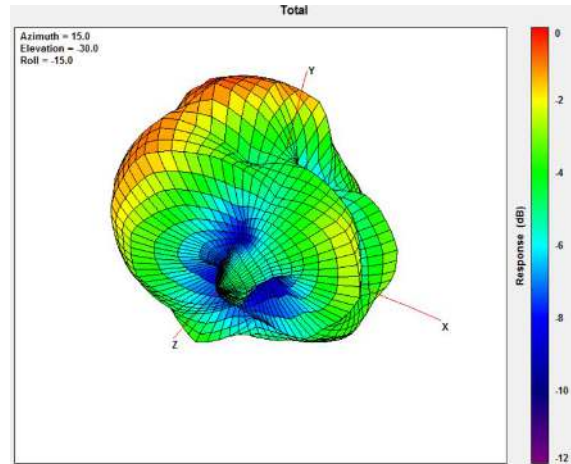 Total
Azimuth = 15.0
Elevation = -30.0
Roll = -15.0
Y
X
Z
0
-2
-4
-6
-8
-10
-12
Response (dB)